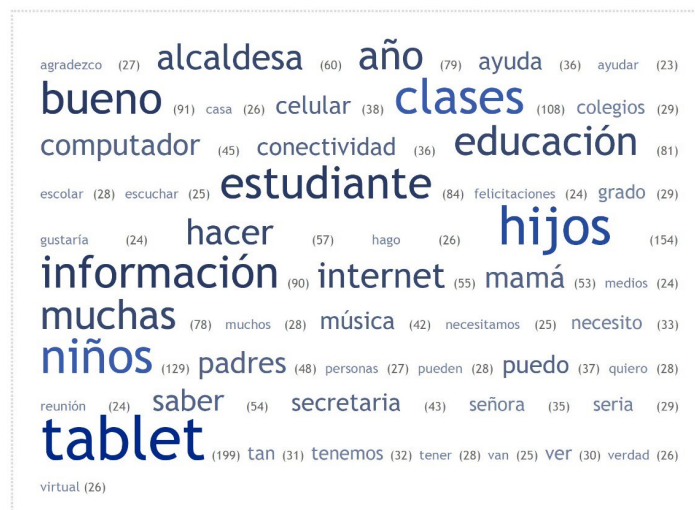 agradezco (27) alcaldesa (60) año (79) ayuda (36) ayudar (23)
bueno (91) casa (26) celular (38) clases (108) colegios (29)
computador (45) conectividad (36) educación (81)
escolar (28) escuchar (25) estudiante (84) felicitaciones (24) grado (29)
gustaría (24) hacer (57) hago (26) hijos (154)
información (90) internet (55) mamá (53) medios (24)
muchas (78) muchos (28) música (42) necesitamos (25) necesito (33)
niños (129) padres (48) personas (27) pueden (28) puedo (37) quiero (28)
reunión (24) saber (54) secretaria (43) señora (35) seria (29)
tablet (199) tan (31) tenemos (32) tener (28) van (25) ver (30) verdad (26)
virtual (26)